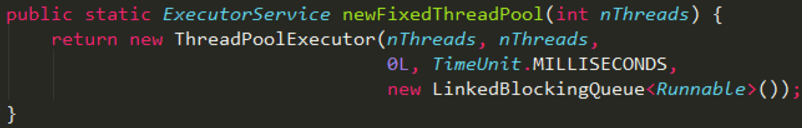 public static ExecutorService newFixedThreadPool(int nThreads) {
    return new ThreadPoolExecutor(nThreads, nThreads,
                                  0L, TimeUnit.MILLISECONDS,
                                  new LinkedBlockingQueue<Runnable>());
}